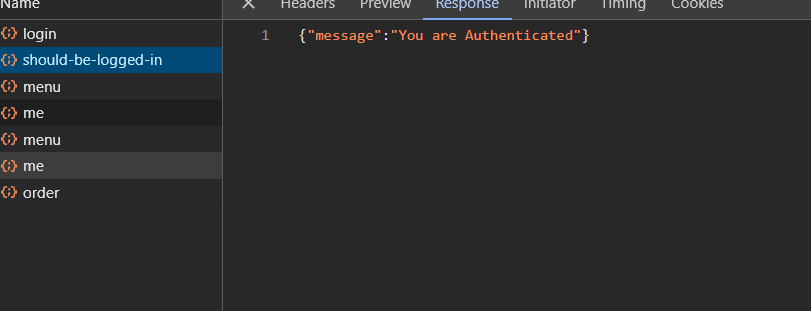 Name
Headers Preview Response Initiator Timing Cookies
login
should-be-logged-in
menu
me
menu
me
order
1 {"message":"You are Authenticated"}